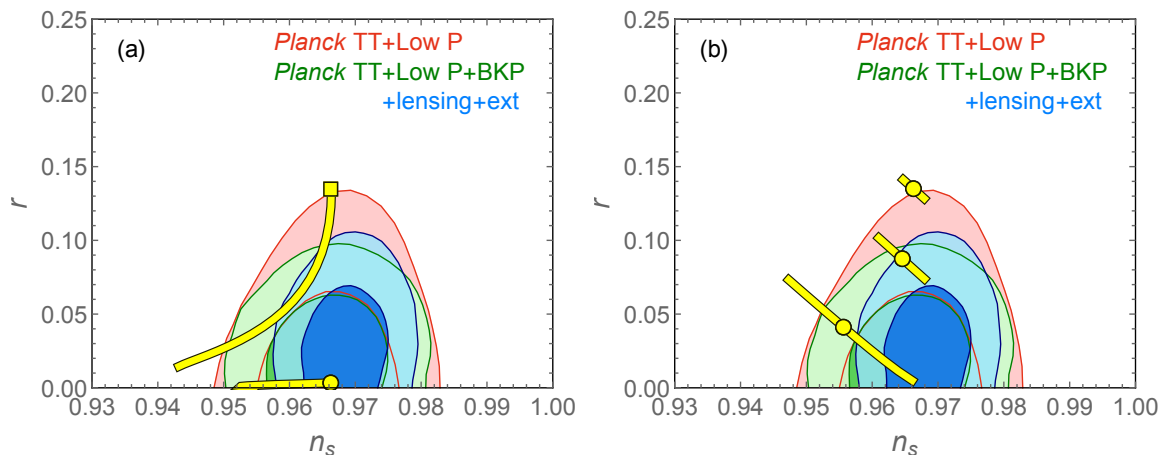 (a)
Planck TT+Low P
Planck TT+Low P+BKP
+lensing+ext
0.25
0.20
0.15
0.10
0.05
0.00
r
0.93 0.94 0.95 0.96 0.97 0.98 0.99 1.00
n_s
(b)
Planck TT+Low P
Planck TT+Low P+BKP
+lensing+ext
0.25
0.20
0.15
0.10
0.05
0.00
r
0.93 0.94 0.95 0.96 0.97 0.98 0.99 1.00
n_s